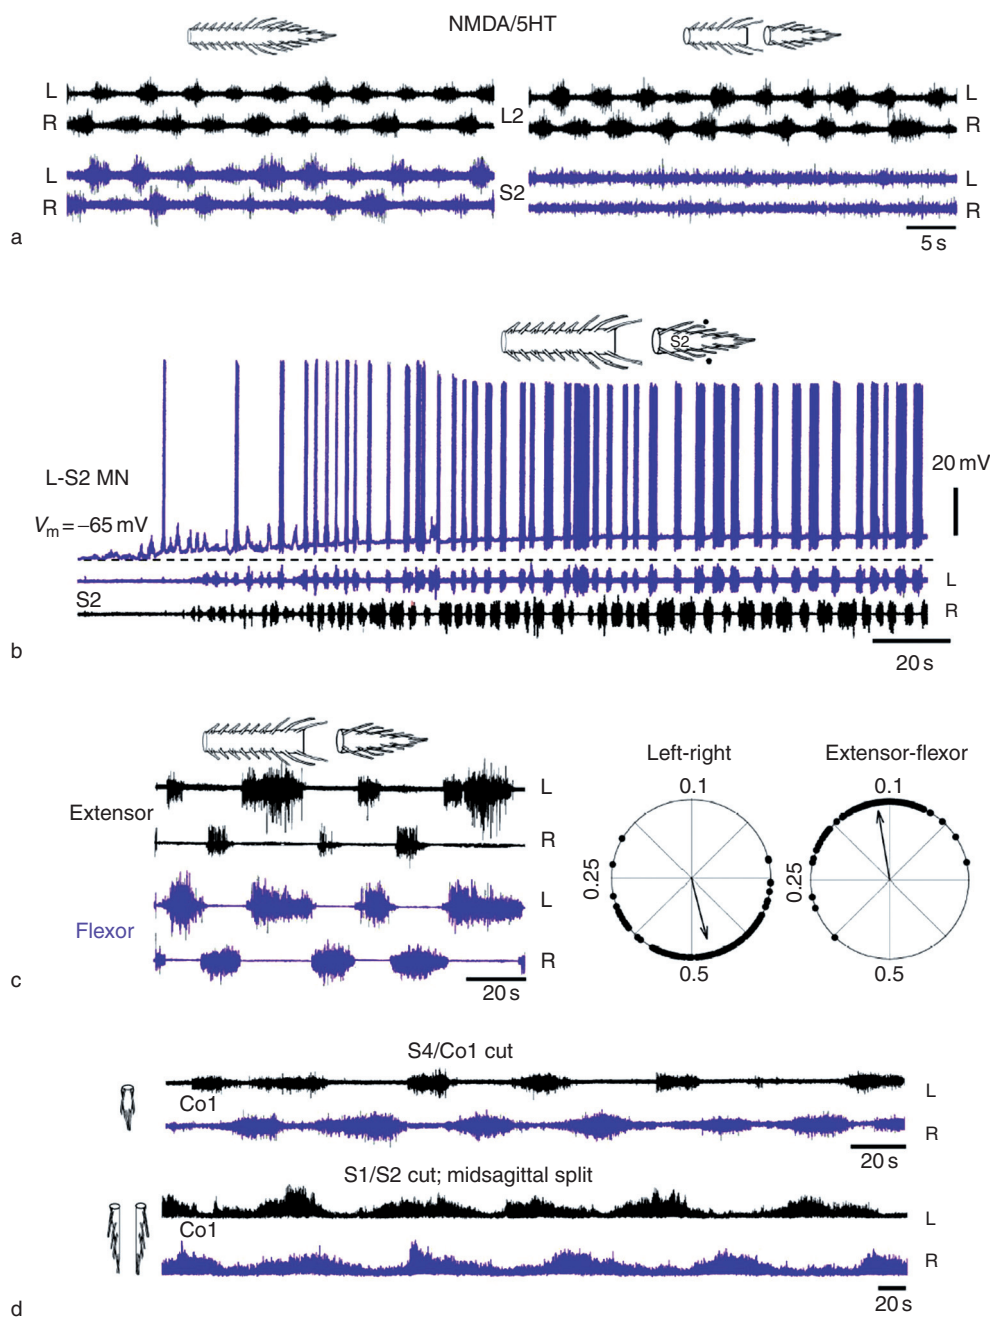 NMDA/5HT
L
R
L2
L
R
L
R
S2
L
R
5 s
a
S2
L-S2 MN
Vm = –65 mV
20 mV
S2
L
R
20 s
b
Left-right
Extensor-flexor
Extensor
L
R
Flexor
L
R
20 s
0.1
0.25
0.5
0.1
0.25
0.5
c
S4/Co1 cut
Co1
L
R
20 s
S1/S2 cut; midsagittal split
Co1
L
R
20 s
d